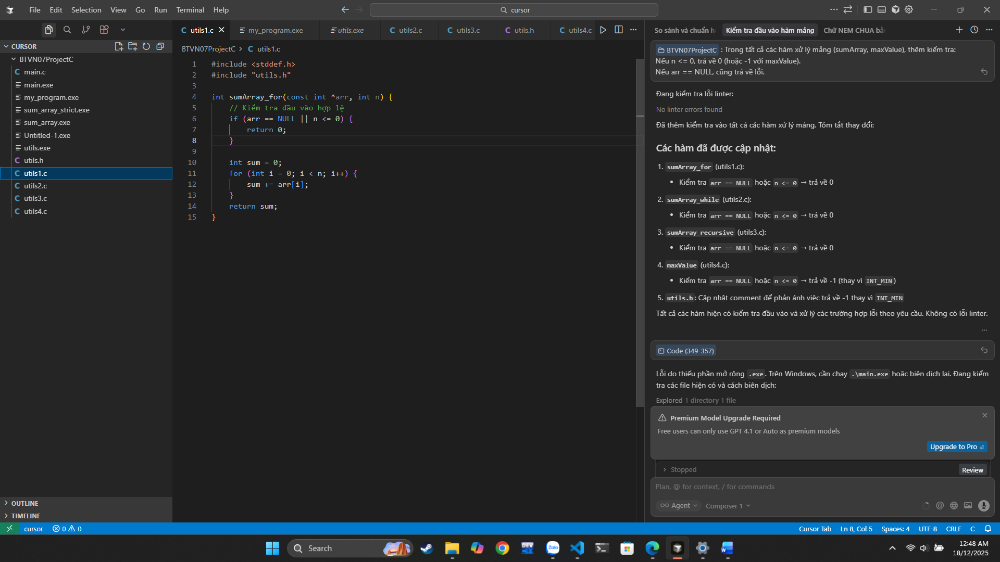 File Edit Selection View Go Run Terminal Help
cursor
CURSOR
BTVN07ProjectC
main.c
main.exe
my_program.exe
sum_array_strict.exe
sum_array.exe
Untitled-1.exe
utils.exe
utils.h
utils1.c
utils2.c
utils3.c
utils4.c
OUTLINE
TIMELINE
utils1.c my_program.exe utils.exe utils2.c utils3.c utils.h utils4.c
BTVN07ProjectC > utils1.c
1 #include <stddef.h>
2 #include "utils.h"
3
4 int sumArray_for(const int *arr, int n) {
5 // Kiểm tra đầu vào hợp lệ
6 if (arr == NULL || n <= 0) {
7 return 0;
8 }
9
10 int sum = 0;
11 for (int i = 0; i < n; i++) {
12 sum += arr[i];
13 }
14 return sum;
15 }
So sánh và chuẩn h Kiểm tra đầu vào hàm mảng Chữ NEM CHUA bằ
BTVN07ProjectC : Trong tất cả các hàm xử lý mảng (sumArray, maxValue), thêm kiểm tra:
Nếu n <= 0, trả về 0 (hoặc -1 với maxValue).
Nếu arr == NULL, cũng trả về lỗi.
Đang kiểm tra lỗi linter:
No linter errors found
Đã thêm kiểm tra vào tất cả các hàm xử lý mảng. Tóm tắt thay đổi:
Các hàm đã được cập nhật:
1. sumArray_for (utils1.c):
• Kiểm tra arr == NULL hoặc n <= 0 → trả về 0
2. sumArray_while (utils2.c):
• Kiểm tra arr == NULL hoặc n <= 0 → trả về 0
3. sumArray_recursive (utils3.c):
• Kiểm tra arr == NULL hoặc n <= 0 → trả về 0
4. maxValue (utils4.c):
• Kiểm tra arr == NULL hoặc n <= 0 → trả về -1 (thay vì INT_MIN)
5. utils.h: Cập nhật comment để phản ánh việc trả về -1 thay vì INT_MIN
Tất cả các hàm hiện có kiểm tra đầu vào và xử lý các trường hợp lỗi theo yêu cầu. Không có lỗi linter.
Code (349-357)
Lỗi do thiếu phần mở rộng .exe. Trên Windows, cần chạy .\main.exe hoặc biên dịch lại. Đang kiểm
tra các file hiện có và cách biên dịch:
Explored 1 directory 1 file
Premium Model Upgrade Required
Free users can only use GPT 4.1 or Auto as premium models
Upgrade to Pro
Stopped Review
Plan, @ for context, / for commands
Agent Composer 1
cursor 0 0 Cursor Tab Ln 8, Col 5 Spaces: 4 UTF-8 CRLF C
Search
DEV
Zalo
12:48 AM
18/12/2025